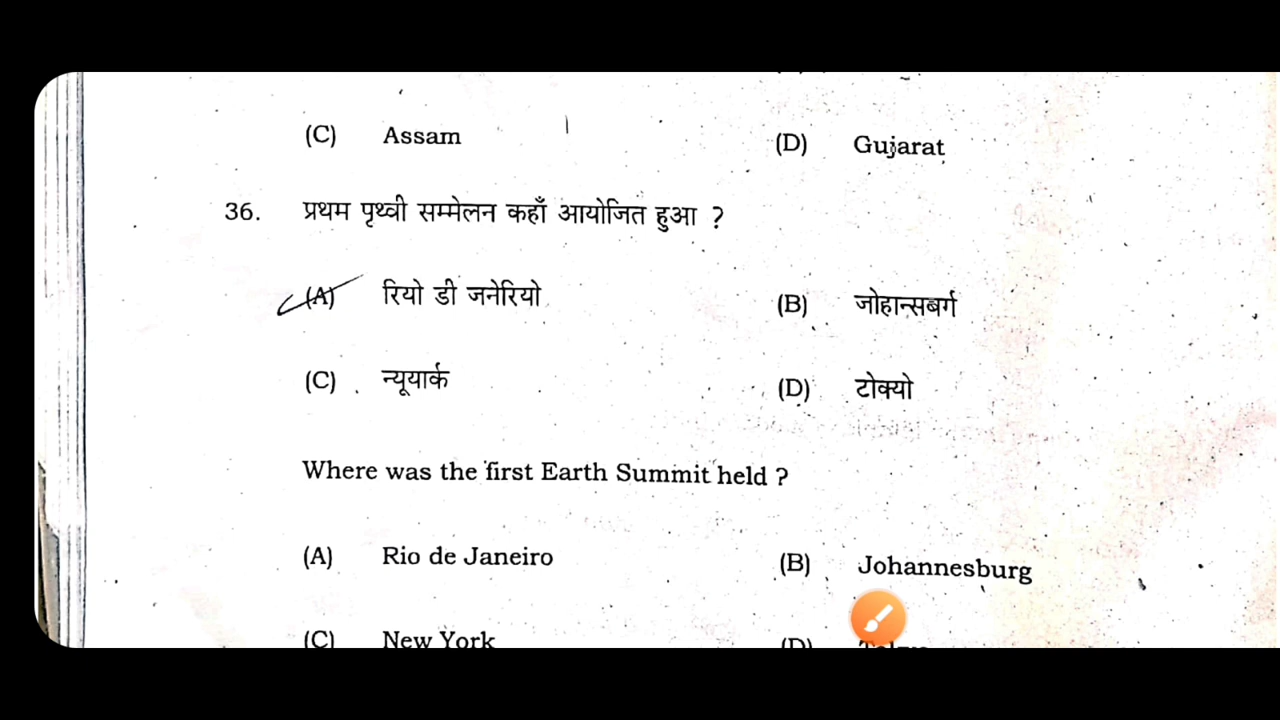 (C) Assam (D) Gujarat
36. प्रथम पृथ्वी सम्मेलन कहाँ आयोजित हुआ ?
(A) रियो डी जनेरियो (B) जोहान्सबर्ग
(C) न्यूयार्क (D) टोक्यो
Where was the first Earth Summit held ?
(A) Rio de Janeiro (B) Johannesburg
(C) New York (D)